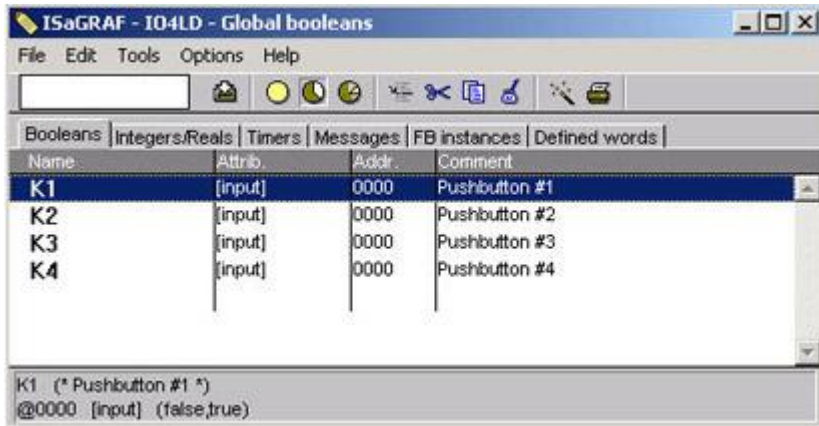 ISaGRAF - IO4LD - Global booleans
File Edit Tools Options Help
Booleans Integers/Reals Timers Messages FB instances Defined words
Name Attrib. Addr. Comment
K1 [input] 0000 Pushbutton #1
K2 [input] 0000 Pushbutton #2
K3 [input] 0000 Pushbutton #3
K4 [input] 0000 Pushbutton #4
K1 (* Pushbutton #1 *)
@0000 [input] (false,true)